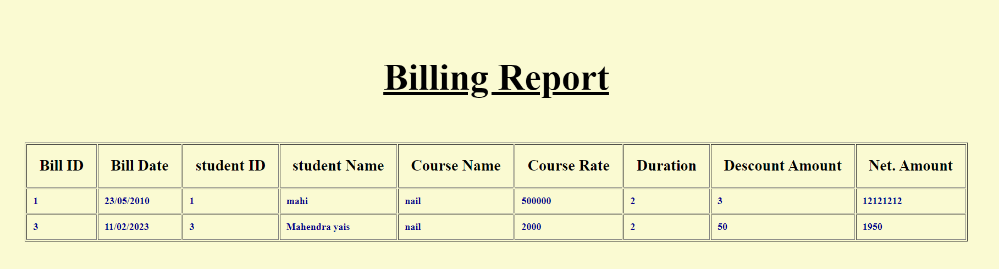 Billing Report
Bill ID Bill Date student ID student Name Course Name Course Rate Duration Descount Amount Net. Amount
1 23/05/2010 1 mahi nail 500000 2 3 12121212
3 11/02/2023 3 Mahendra yais nail 2000 2 50 1950